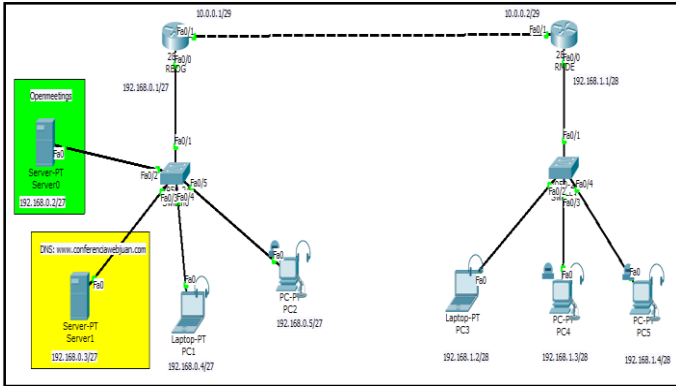 10.0.0.1/29
10.0.0.2/29
Fa0/1
Fa0/1
Fa0/0
Fa0/0
192.168.0.1/27
192.168.1.1/28
Openmeetings
Fa0
Server-PT
Server0
192.168.0.2/27
Fa0/1
Fa0/2
Fa0/3
Fa0/4
Fa0/5
Fa0/1
Fa0/2
Fa0/3
Fa0/4
DNS: www.conferenciawebijuan.com
Fa0
Server-PT
Server1
192.168.0.3/27
Fa0
Laptop-PT
PC1
192.168.0.4/27
Fa0
PC-PT
PC2
192.168.0.5/27
Fa0
Laptop-PT
PC3
192.168.1.2/28
Fa0
PC-PT
PC4
192.168.1.3/28
Fa0
PC-PT
PC5
192.168.1.4/28